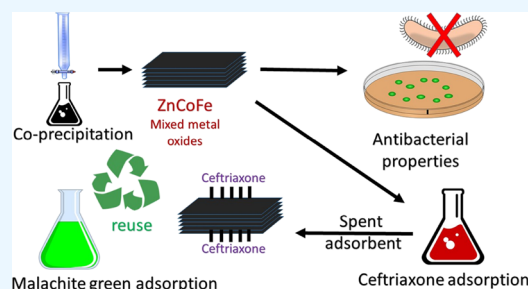 Co-precipitation
ZnCoFe
Mixed metal
oxides
Antibacterial
properties
Ceftriaxone
reuse
Ceftriaxone
Spent
adsorbent
Malachite green adsorption
Ceftriaxone adsorption